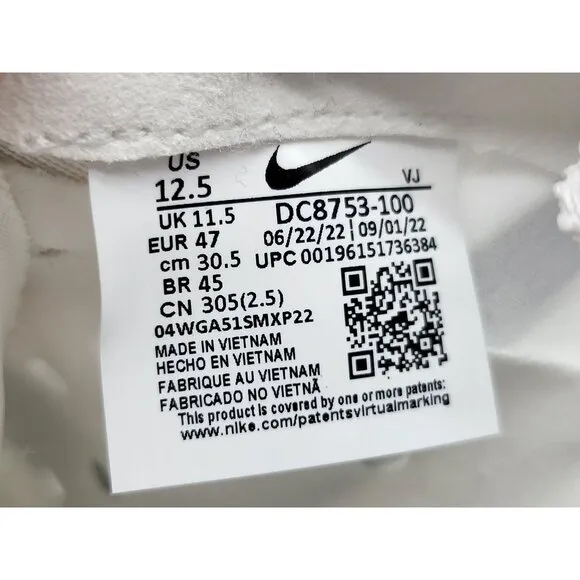 US
12.5 VJ
UK 11.5 DC8753-100
EUR 47 06/22/22 | 09/01/22
cm 30.5 UPC 00196151736384
BR 45
CN 305(2.5)
04WGA51SMXP22
MADE IN VIETNAM
HECHO EN VIETNAM
FABRIQUE AU VIETNAM
FABRICADO NO VIETNÃ
This product is covered by one or more patents:
www.nike.com/patentsvirtualmarking